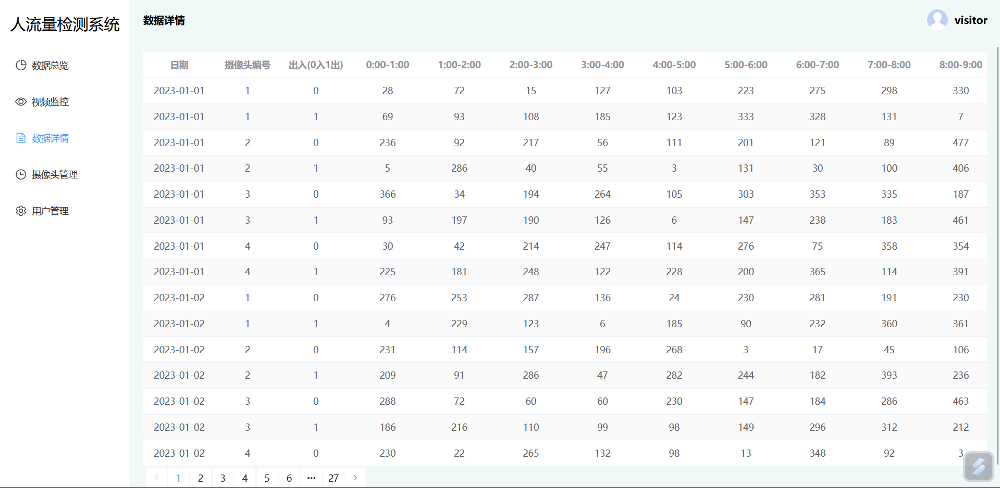 人流量检测系统
数据总览
视频监控
数据详情
摄像头管理
用户管理
数据详情
visitor
日期 摄像头编号 出入(0入1出) 0:00-1:00 1:00-2:00 2:00-3:00 3:00-4:00 4:00-5:00 5:00-6:00 6:00-7:00 7:00-8:00 8:00-9:00
2023-01-01 1 0 28 72 15 127 103 223 275 298 330
2023-01-01 1 1 69 93 108 185 123 333 328 131 7
2023-01-01 2 0 236 92 217 56 111 201 121 89 477
2023-01-01 2 1 5 286 40 55 3 131 30 100 406
2023-01-01 3 0 366 34 194 264 105 303 353 335 187
2023-01-01 3 1 93 197 190 126 6 147 238 183 461
2023-01-01 4 0 30 42 214 247 114 276 75 358 354
2023-01-01 4 1 225 181 248 122 228 200 365 114 391
2023-01-02 1 0 276 253 287 136 24 230 281 191 230
2023-01-02 1 1 4 229 123 6 185 90 232 360 361
2023-01-02 2 0 231 114 157 196 268 3 17 45 106
2023-01-02 2 1 209 91 286 47 282 244 182 393 236
2023-01-02 3 0 288 72 60 60 230 147 184 286 463
2023-01-02 3 1 186 216 110 99 98 149 296 312 212
2023-01-02 4 0 230 22 265 132 98 13 348 92
1 2 3 4 5 6 ••• 27